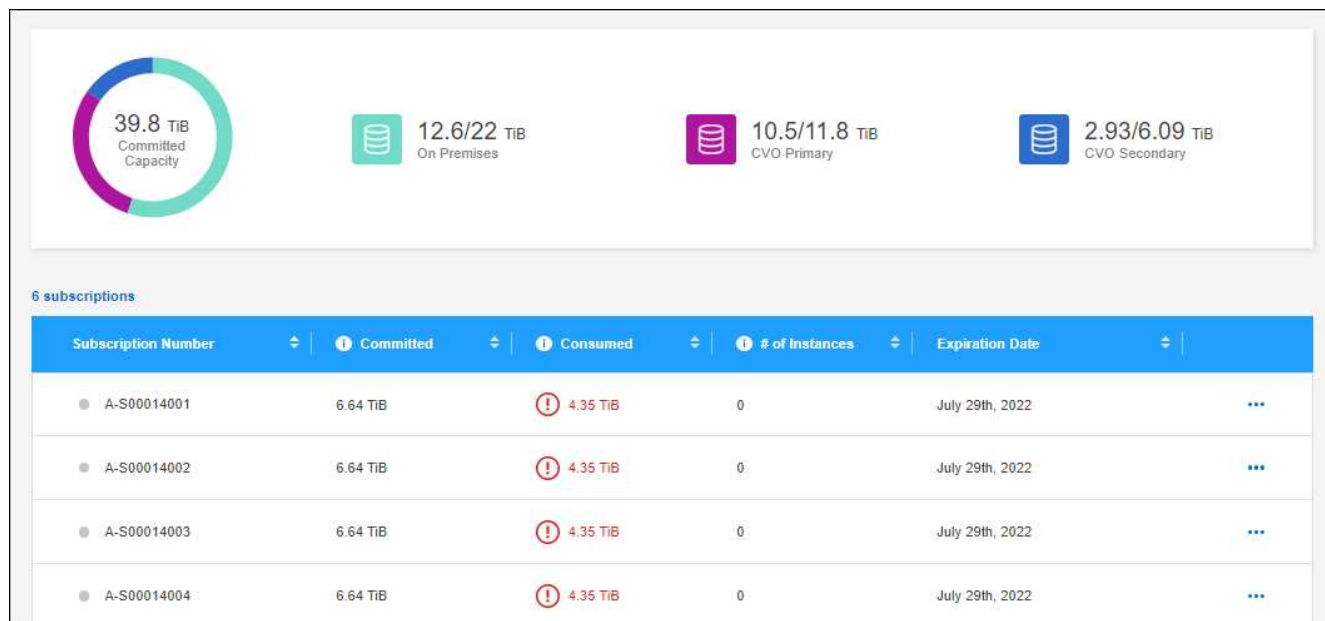 39.8 TiB
Committed
Capacity
12.6/22 TiB
On Premises
10.5/11.8 TiB
CVO Primary
2.93/6.09 TiB
CVO Secondary
6 subscriptions
Subscription Number Committed Consumed # of Instances Expiration Date
A-S00014001 6.64 TiB 4.35 TiB 0 July 29th, 2022
A-S00014002 6.64 TiB 4.35 TiB 0 July 29th, 2022
A-S00014003 6.64 TiB 4.35 TiB 0 July 29th, 2022
A-S00014004 6.64 TiB 4.35 TiB 0 July 29th, 2022